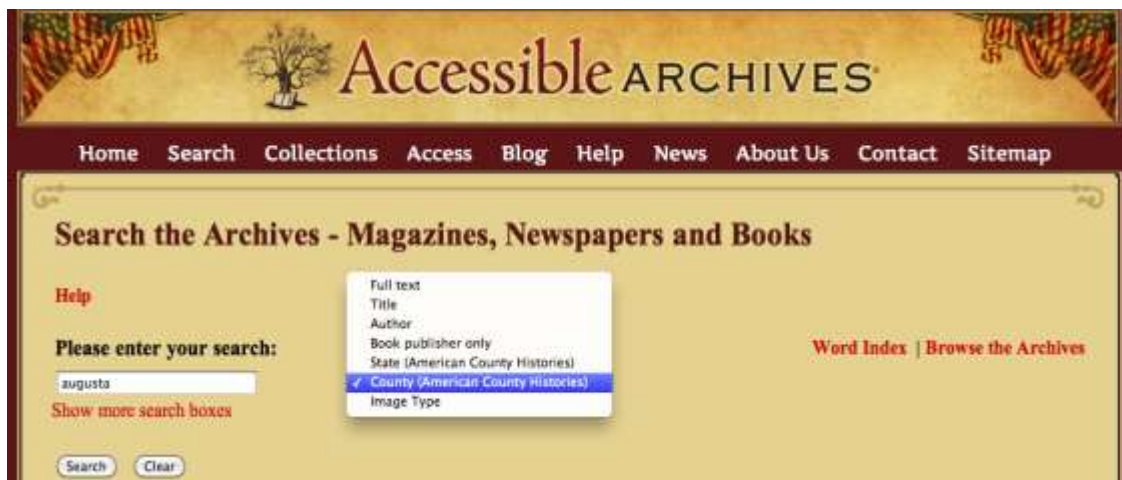 Accessible ARCHIVES
Home Search Collections Access Blog Help News About Us Contact Sitemap
Search the Archives - Magazines, Newspapers and Books
Help
Full text
Title
Author
Book publisher only
State (American County Histories)
✓ County (American County Histories)
Image Type
Please enter your search:
augusta
Show more search boxes
Word Index | Browse the Archives
Search Clear